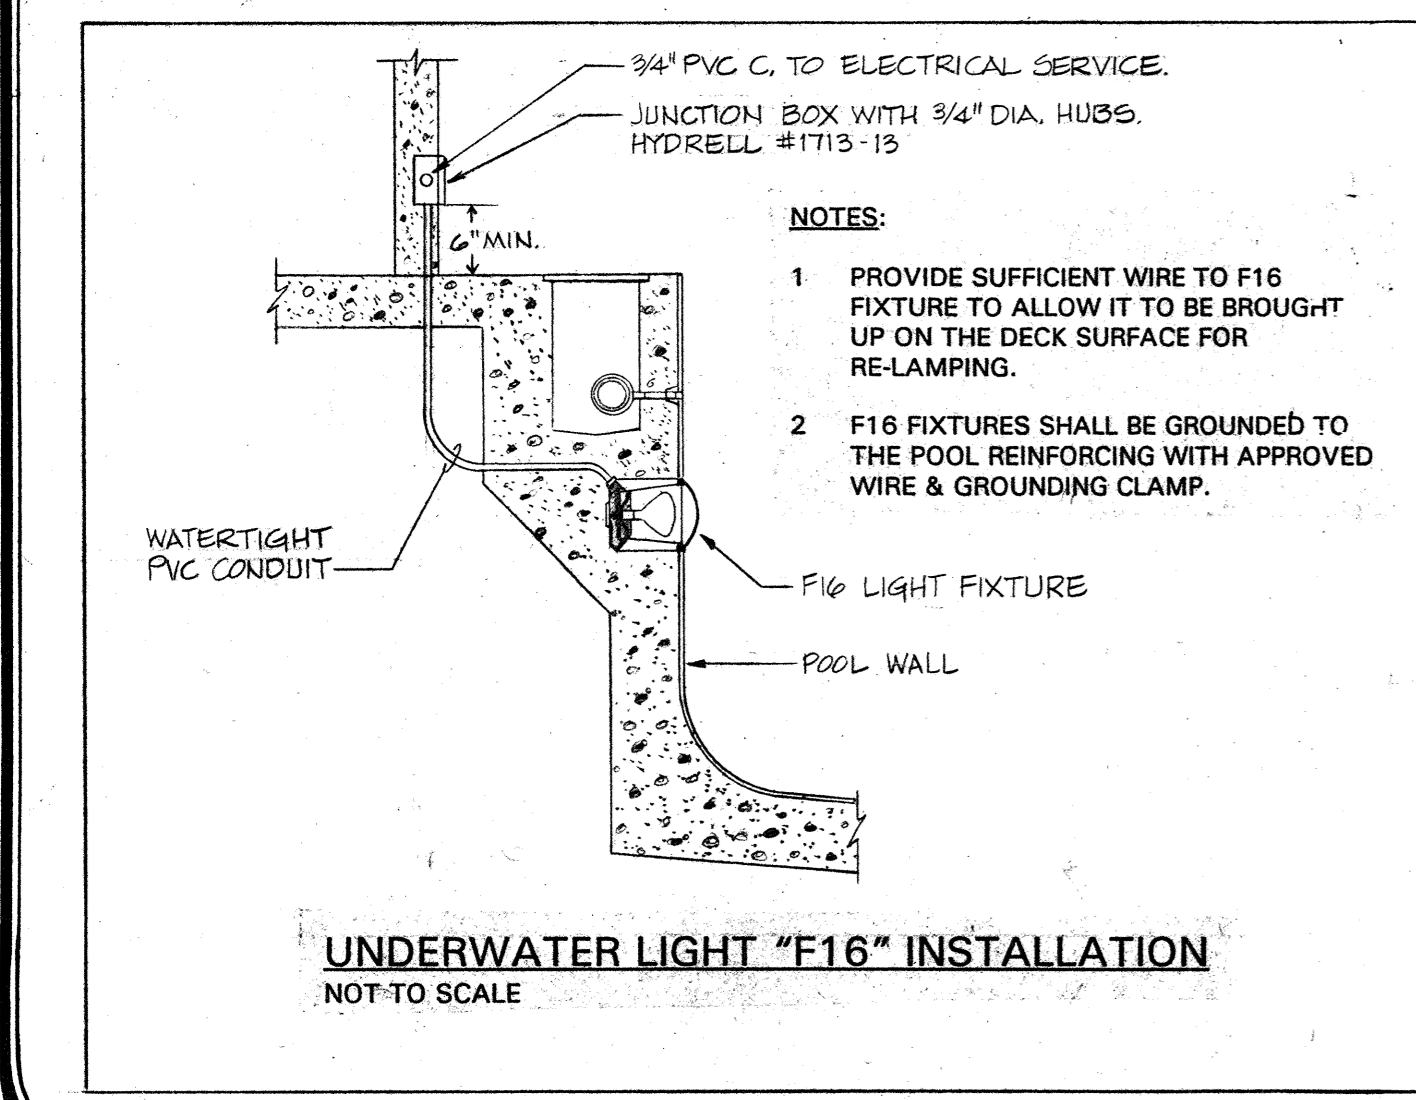 3/4" PVC C, TO ELECTRICAL SERVICE.
JUNCTION BOX WITH 3/4" DIA. HUBS.
HYDRELL #1713-13
6" MIN.
NOTES:
1 PROVIDE SUFFICIENT WIRE TO F16
FIXTURE TO ALLOW IT TO BE BROUGHT
UP ON THE DECK SURFACE FOR
RE-LAMPING.
2 F16 FIXTURES SHALL BE GROUNDED TO
THE POOL REINFORCING WITH APPROVED
WIRE & GROUNDING CLAMP.
WATERTIGHT
PVC CONDUIT
F16 LIGHT FIXTURE
POOL WALL
UNDERWATER LIGHT "F16" INSTALLATION
NOT TO SCALE